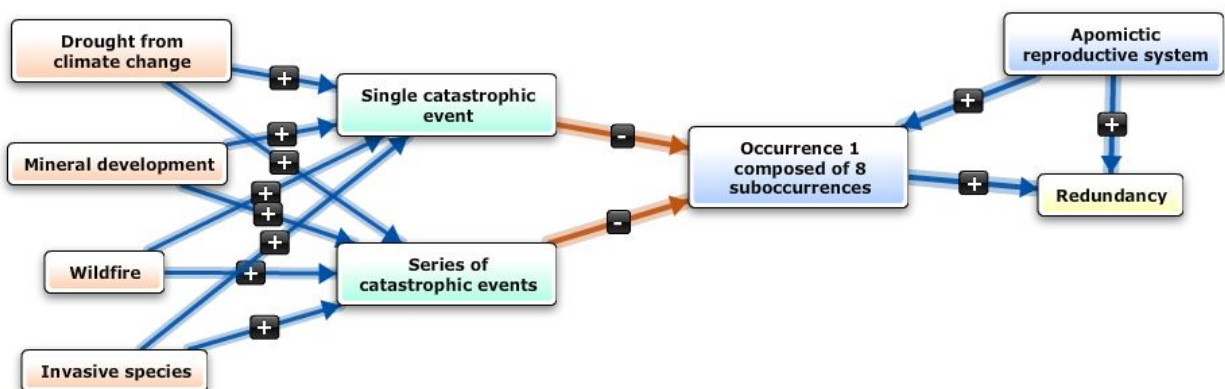 Drought from
climate change
Mineral development
Wildfire
Invasive species
+
+
+
+
+
+
+
+
Single catastrophic
event
Series of
catastrophic events
-
-
Occurrence 1
composed of 8
suboccurrences
Apomictic
reproductive system
+
+
+
Redundancy